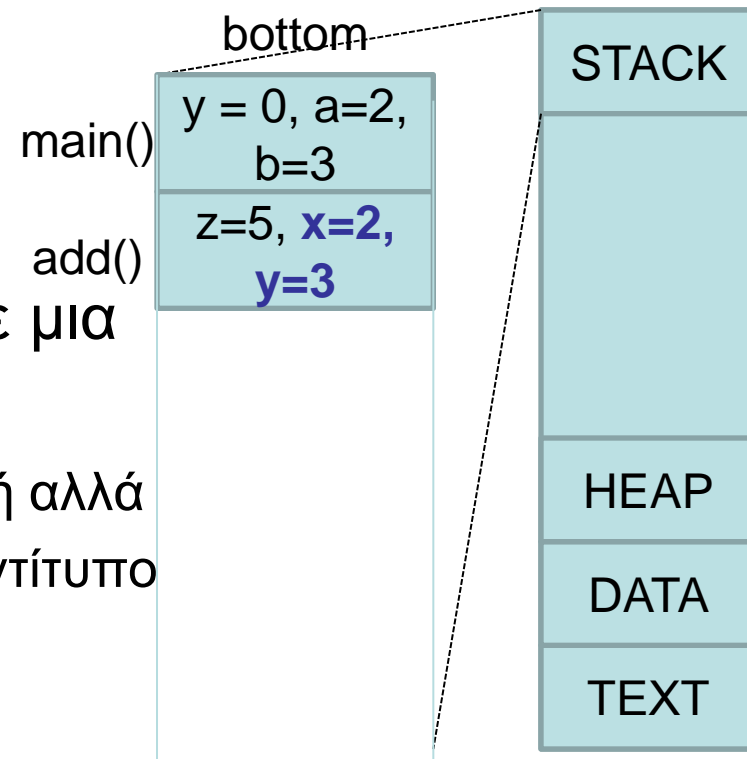 bottom
main()
y = 0, a=2,
b=3
add()
z=5, x=2,
y=3
μια
ή αλλά
STACK
HEAP
DATA
TEXT